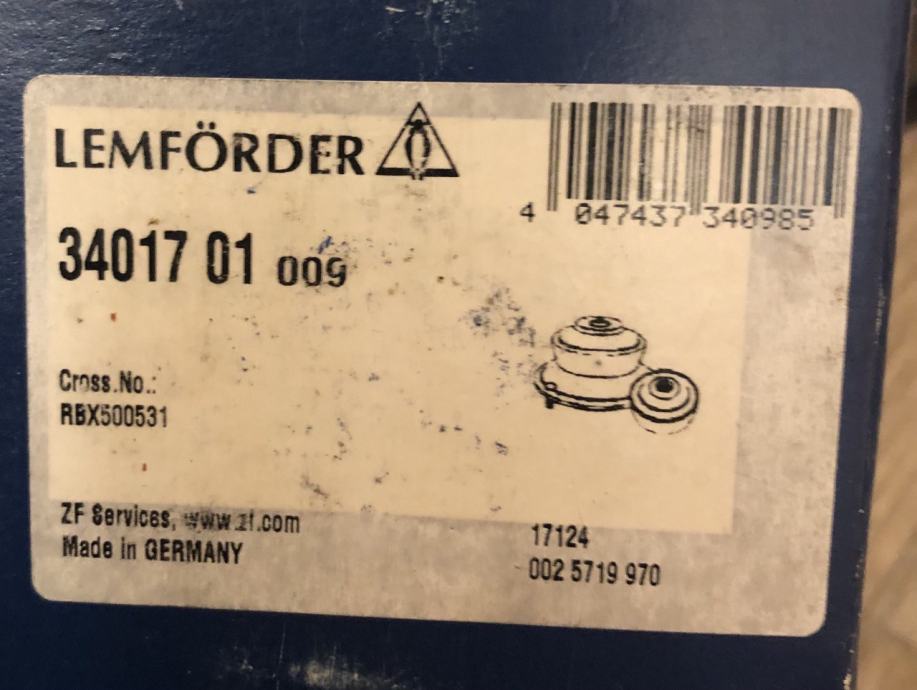 LEMFÖRDER
4 047437 340985
34017 01 009
Cross.No.:
RBX500531
ZF Services, www.zf.com
Made in GERMANY
17124
002 5719 970